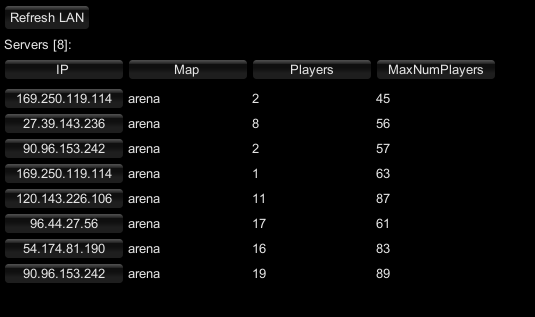 Refresh LAN
Servers [8]:
IP Map Players MaxNumPlayers
169.250.119.114 arena 2 45
27.39.143.236 arena 8 56
90.96.153.242 arena 2 57
169.250.119.114 arena 1 63
120.143.226.106 arena 11 87
96.44.27.56 arena 17 61
54.174.81.190 arena 16 83
90.96.153.242 arena 19 89